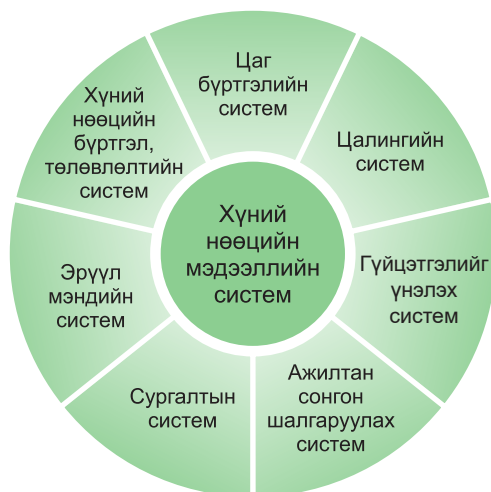 Цаг
бүртгэлийн
систем
Цалингийн
систем
Гүйцэтгэлийг
үнэлэх
систем
Ажилтан
сонгон
шалгаруулах
систем
Сургалтын
систем
Эрүүл
мэндийн
систем
Хүний
нөөцийн
бүртгэл,
төлөвлөлтийн
систем
Хүний
нөөцийн
мэдээллийн
систем